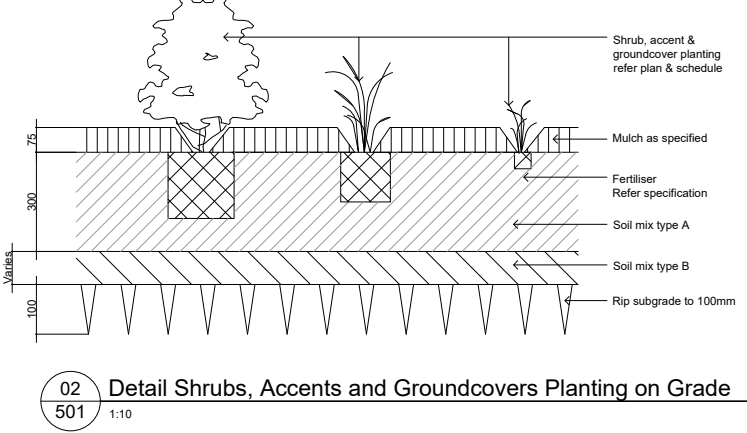 Shrub, accent &
groundcover planting
refer plan & schedule
75
Mulch as specified
Fertiliser
Refer specification
300
Soil mix type A
Varies
Soil mix type B
100
Rip subgrade to 100mm
02
Detail Shrubs, Accents and Groundcovers Planting on Grade
501
1:10